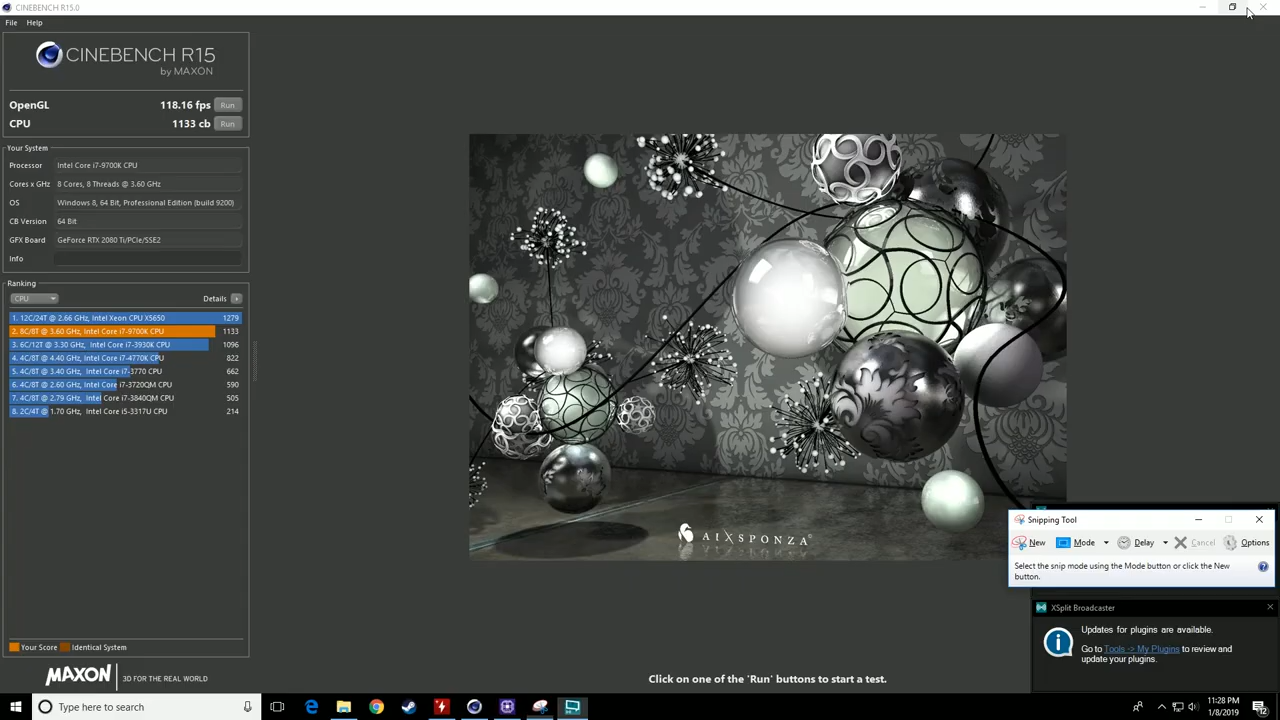 CINEBENCH R15.0
File Help
CINEBENCH R15
by MAXON
OpenGL 118.16 fps Run
CPU 1133 cb Run
Your System
Processor Intel Core i7-9700K CPU
Cores x GHz 8 Cores, 8 Threads @ 3.60 GHz
OS Windows 8, 64 Bit, Professional Edition (build 9200)
CB Version 64 Bit
GFX Board GeForce RTX 2080 Ti/PCIe/SSE2
Info
Ranking
CPU Details
1. 12C/24T @ 2.66 GHz, Intel Xeon CPU X5650 1279
2. 8C/8T @ 3.60 GHz, Intel Core i7-9700K CPU 1133
3. 6C/12T @ 3.30 GHz, Intel Core i7-3930K CPU 1096
4. 4C/8T @ 4.40 GHz, Intel Core i7-4770K CPU 822
5. 4C/8T @ 3.40 GHz, Intel Core i7-3770 CPU 662
6. 4C/8T @ 2.60 GHz, Intel Core i7-3720QM CPU 590
7. 4C/8T @ 2.79 GHz, Intel Core i7-3840QM CPU 505
8. 2C/4T @ 1.70 GHz, Intel Core i5-3317U CPU 214
AIXSPONZA®
Snipping Tool
New Mode Delay Cancel Options
Select the snip mode using the Mode button or click the New
button.
XSplit Broadcaster
Updates for plugins are available.
Go to Tools -> My Plugins to review and
update your plugins.
Your Score Identical System
MAXON 3D FOR THE REAL WORLD
Click on one of the 'Run' buttons to start a test.
Type here to search
11:28 PM
1/8/2019
12